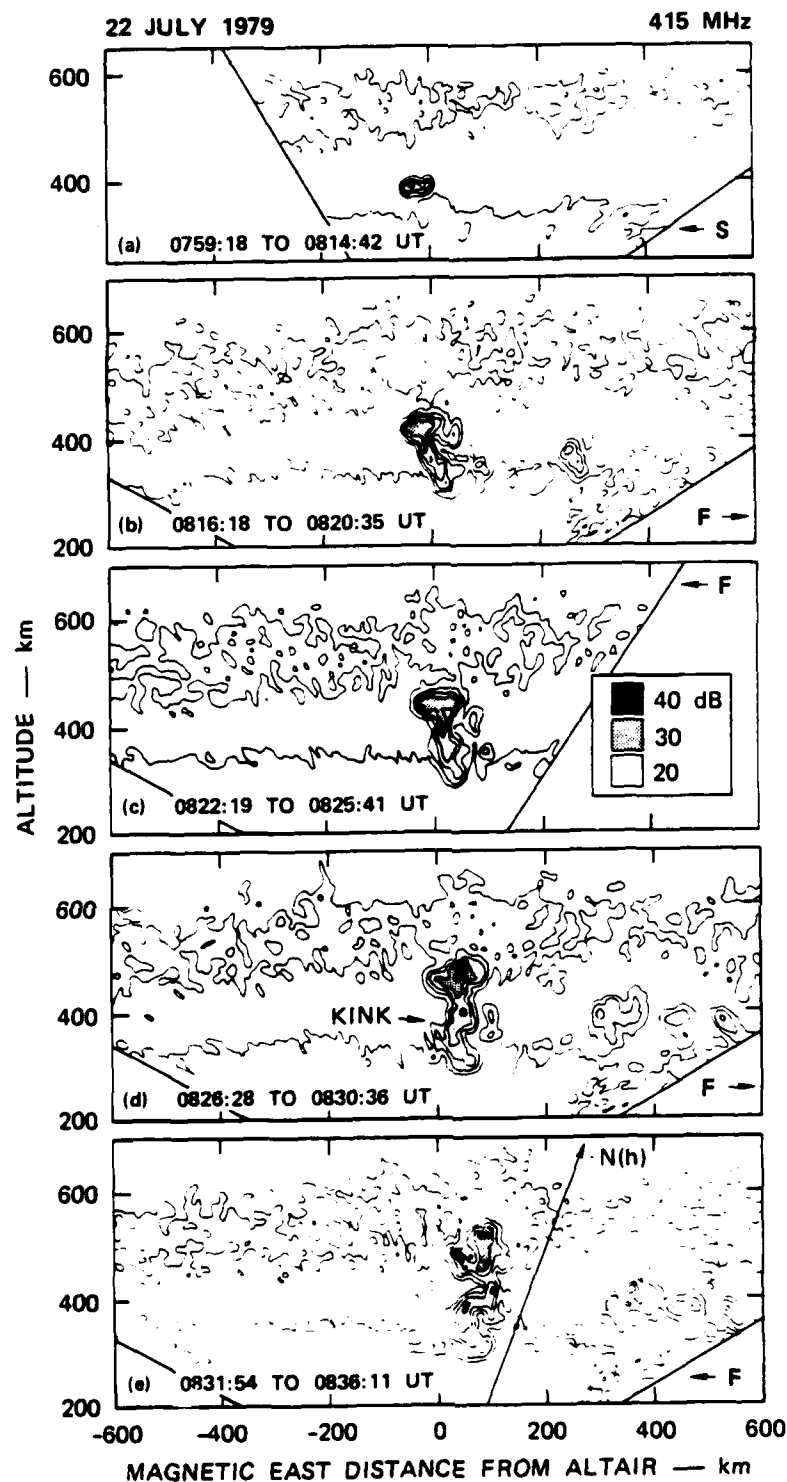 22 JULY 1979 415 MHz
600
400
(a) 0759:18 TO 0814:42 UT
← S
600
400
200
(b) 0816:18 TO 0820:35 UT
F →
600
400
200
(c) 0822:19 TO 0825:41 UT
← F
40 dB
30
20
600
400
200
KINK →
(d) 0826:28 TO 0830:36 UT
F →
600
400
200
N(h)
(e) 0831:54 TO 0836:11 UT
← F
-600 -400 -200 0 200 400 600
MAGNETIC EAST DISTANCE FROM ALTAIR — km
ALTITUDE — km